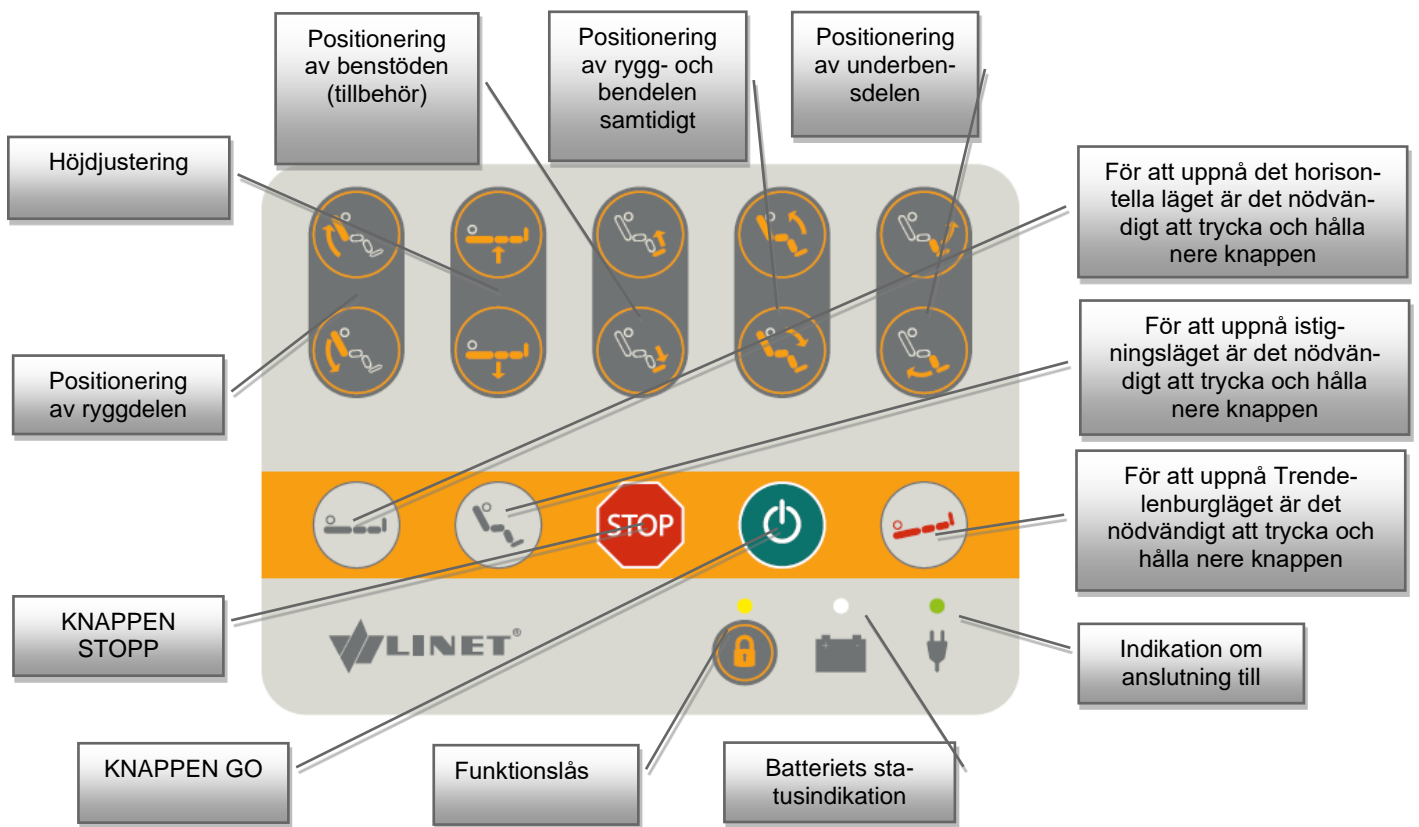 Positionering
av benstöden
(tillbehör)
Positionering
av rygg- och
bendelen
samtidigt
Positionering
av underben-
sdelen
Höjdjustering
För att uppnå det horison-
tella läget är det nödvän-
digt att trycka och hålla
nere knappen
För att uppnå istig-
ningsläget är det nödvän-
digt att trycka och hålla
nere knappen
Positionering
av ryggdelen
För att uppnå Trende-
lenburgläget är det
nödvändigt att trycka och
hålla nere knappen
STOP
KNAPPEN
STOPP
LINET®
Indikation om
anslutning till
KNAPPEN GO
Funktionslås
Batteriets sta-
tusindikation